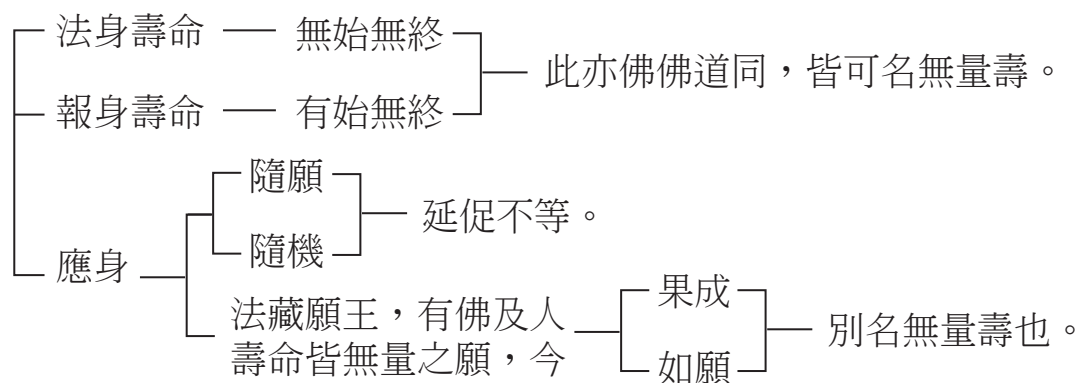 法身壽命
無始無終
此亦佛佛道同，皆可名無量壽。
報身壽命
有始無終
隨願
延促不等。
隨機
應身
法藏願王，有佛及人
壽命皆無量之願，今
果成
如願
別名無量壽也。